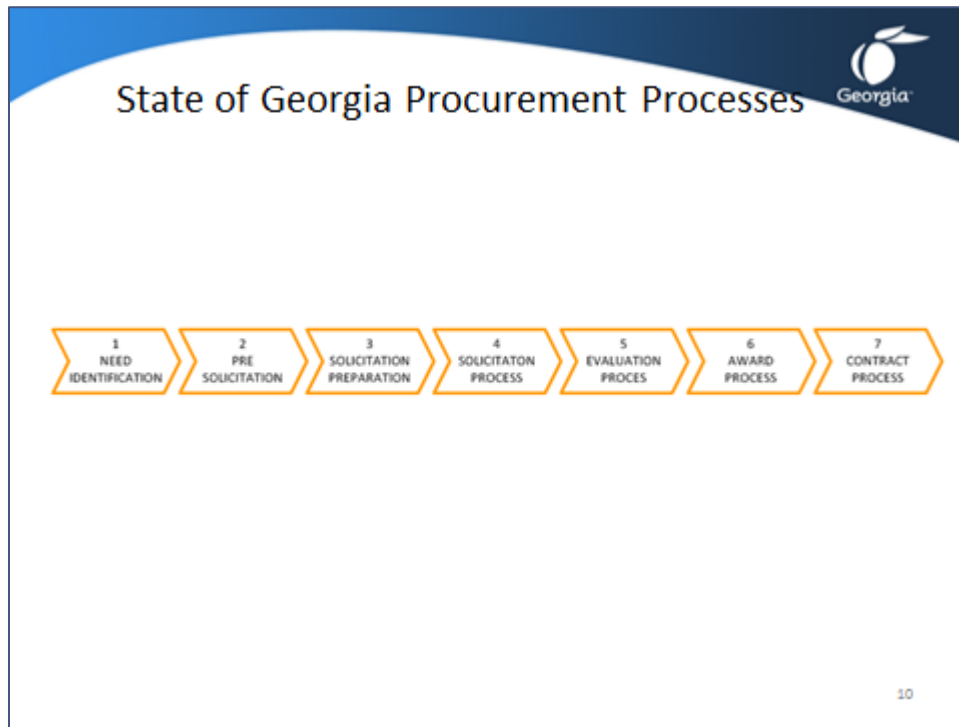 Georgia
State of Georgia Procurement Processes
1
NEED
IDENTIFICATION
2
PRE
SOLICITATION
3
SOLICITATION
PREPARATION
4
SOLICITATON
PROCESS
5
EVALUATION
PROCES
6
AWARD
PROCESS
7
CONTRACT
PROCESS
10